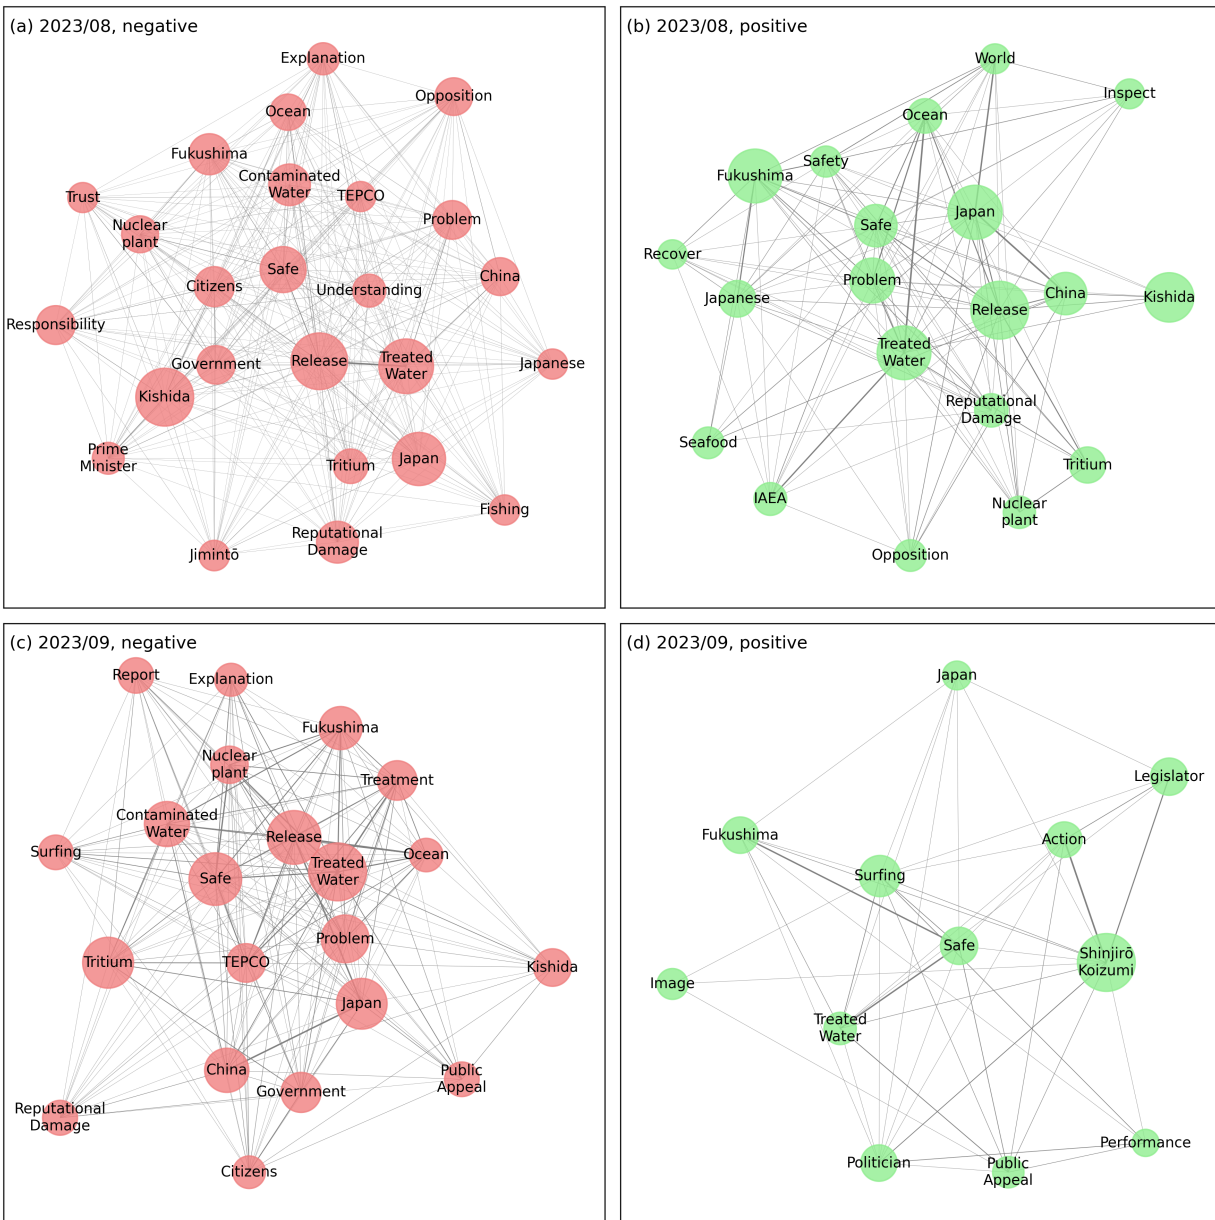 (a) 2023/08, negative
Explanation
Opposition
Ocean
Fukushima
Contaminated
Water
TEPCO
Trust
Nuclear
plant
Problem
Safe
China
Citizens
Understanding
Responsibility
Government
Release
Treated
Water
Japanese
Kishida
Prime
Minister
Tritium
Japan
Fishing
Reputational
Damage
Jimintō
(b) 2023/08, positive
World
Inspect
Ocean
Safety
Fukushima
Japan
Safe
Recover
Problem
Japanese
China
Kishida
Release
Treated
Water
Reputational
Damage
Seafood
Tritium
IAEA
Nuclear
plant
Opposition
(c) 2023/09, negative
Report
Explanation
Fukushima
Nuclear
plant
Treatment
Contaminated
Water
Release
Surfing
Ocean
Treated
Water
Safe
Problem
Tritium
TEPCO
Kishida
Japan
China
Public
Appeal
Government
Reputational
Damage
Citizens
(d) 2023/09, positive
Japan
Legislator
Fukushima
Action
Surfing
Safe
Shinjirō
Koizumi
Image
Treated
Water
Performance
Politician
Public
Appeal